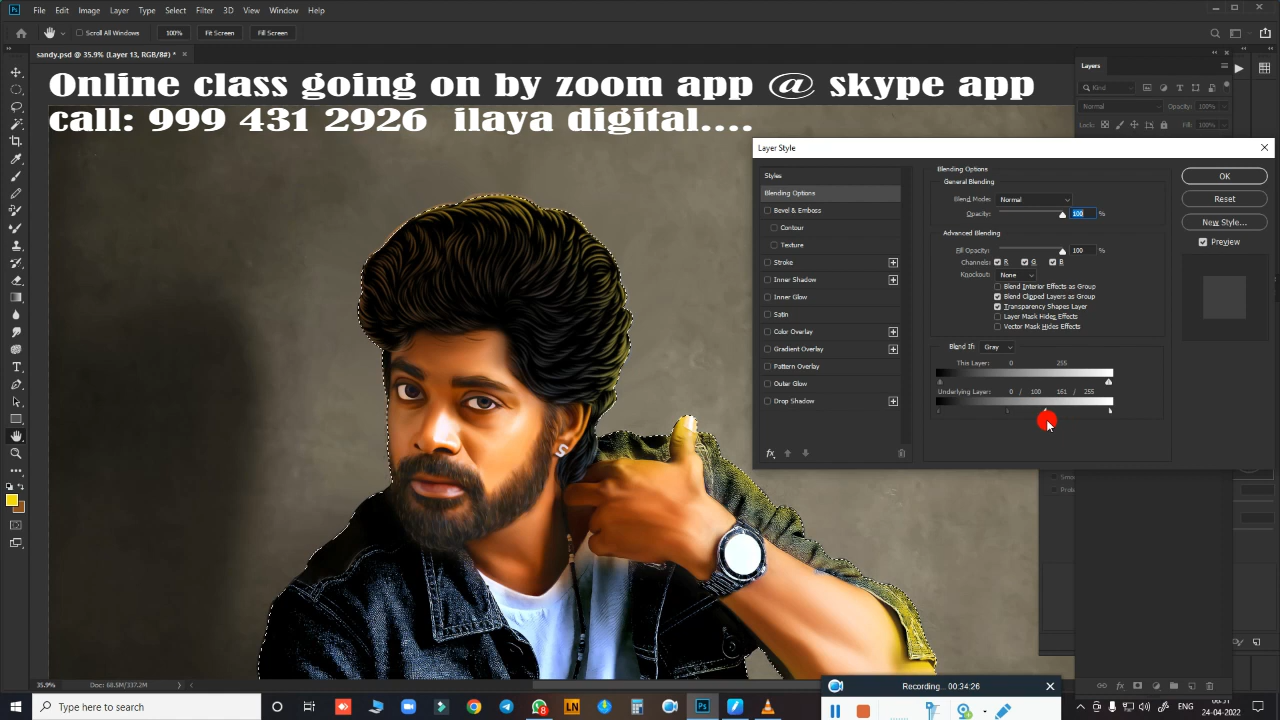 Ps File Edit Image Layer Type Select Filter 3D View Window Help
Scroll All Windows 100% Fit Screen Fill Screen
sandy.psd @ 35.9% (Layer 13, RGB/8#) *
Online class going on by zoom app @ skype app
call: 999 431 2926 ilaya digital....
Layers
Kind
Normal Opacity: 100%
Lock: Fill: 100%
Layer Style
Styles
Blending Options
Bevel & Emboss
Contour
Texture
Stroke
Inner Shadow
Inner Glow
Satin
Color Overlay
Gradient Overlay
Pattern Overlay
Outer Glow
Drop Shadow
fx
Blending Options
General Blending
Blend Mode: Normal
Opacity: 100 %
Advanced Blending
Fill Opacity: 100 %
Channels: R G B
Knockout: None
Blend Interior Effects as Group
Blend Clipped Layers as Group
Transparency Shapes Layer
Layer Mask Hides Effects
Vector Mask Hides Effects
Blend If: Gray
This Layer: 0 255
Underlying Layer: 0 / 100 161 / 255
OK
Reset
New Style...
Preview
35.9% Doc: 68.5M/337.2M
Recording... 00:34:26
Type here to search
24-04-2022